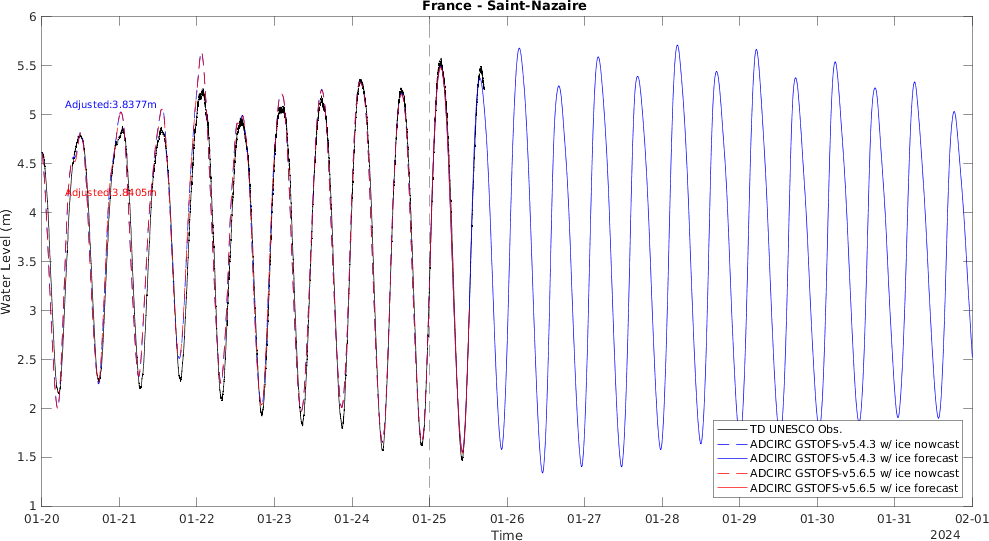 France - Saint-Nazaire
6
5.5
5
4.5
4
3.5
3
2.5
2
1.5
1
Water Level (m)
Adjusted:3.8377m
Adjusted:3.8405m
TD UNESCO Obs.
ADCIRC GSTOFS-v5.4.3 w/ ice nowcast
ADCIRC GSTOFS-v5.4.3 w/ ice forecast
ADCIRC GSTOFS-v5.6.5 w/ ice nowcast
ADCIRC GSTOFS-v5.6.5 w/ ice forecast
01-20 01-21 01-22 01-23 01-24 01-25 01-26 01-27 01-28 01-29 01-30 01-31 02-01
Time
2024